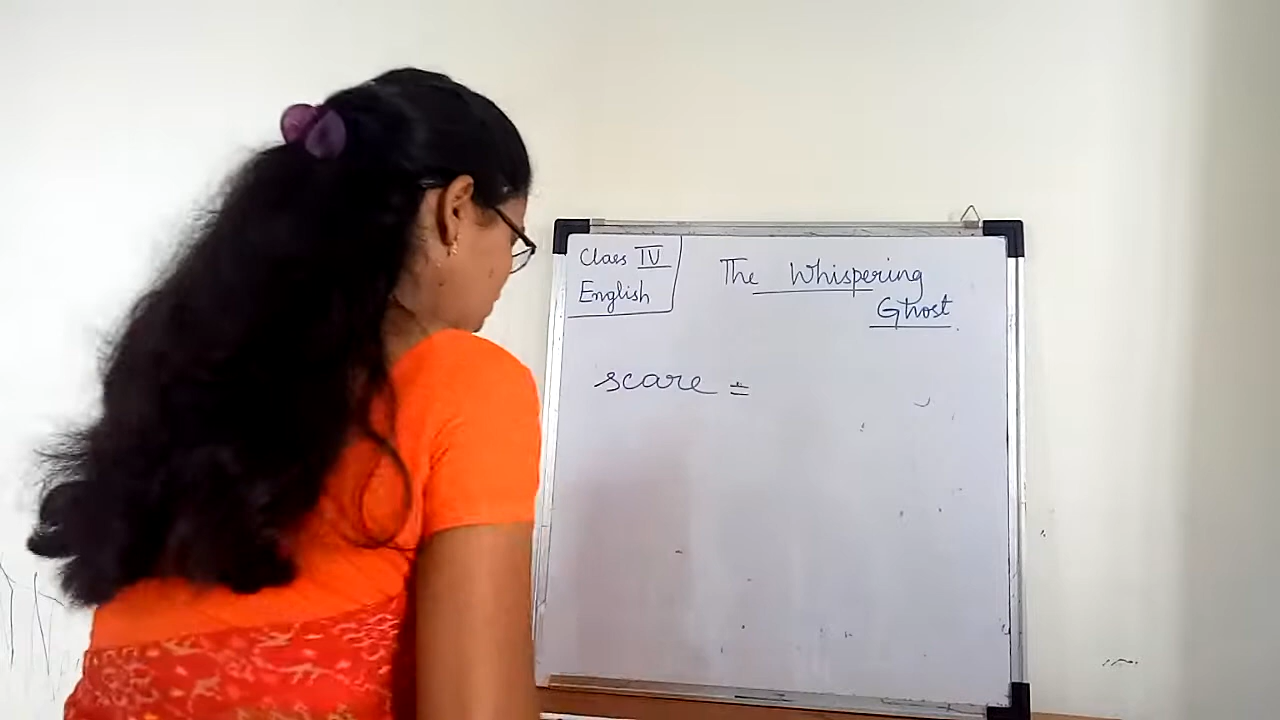 Class IV
English
The Whispering
Ghost
scare =